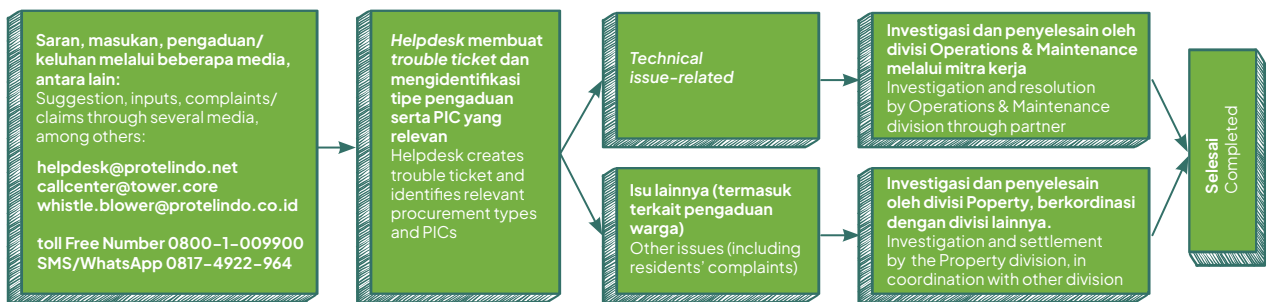 Saran, masukan, pengaduan/
keluhan melalui beberapa media,
antara lain:
Suggestion, inputs, complaints/
claims through several media,
among others:
helpdesk@protelindo.net
callcenter@tower.core
whistle.blower@protelindo.co.id
toll Free Number 0800-1-009900
SMS/WhatsApp 0817-4922-964
Helpdesk membuat
trouble ticket dan
mengidentifikasi
tipe pengaduan
serta PIC yang
relevan
Helpdesk creates
trouble ticket and
identifies relevant
procurement types
and PICs
Technical
issue-related
Isu lainnya (termasuk
terkait pengaduan
warga)
Other issues (including
residents’ complaints)
Investigasi dan penyelesain oleh
divisi Operations & Maintenance
melalui mitra kerja
Investigation and resolution
by Operations & Maintenance
division through partner
Investigasi dan penyelesain
oleh divisi Poperty, berkordinasi
dengan divisi lainnya.
Investigation and settlement
by the Property division, in
coordination with other division
Selesai
Completed